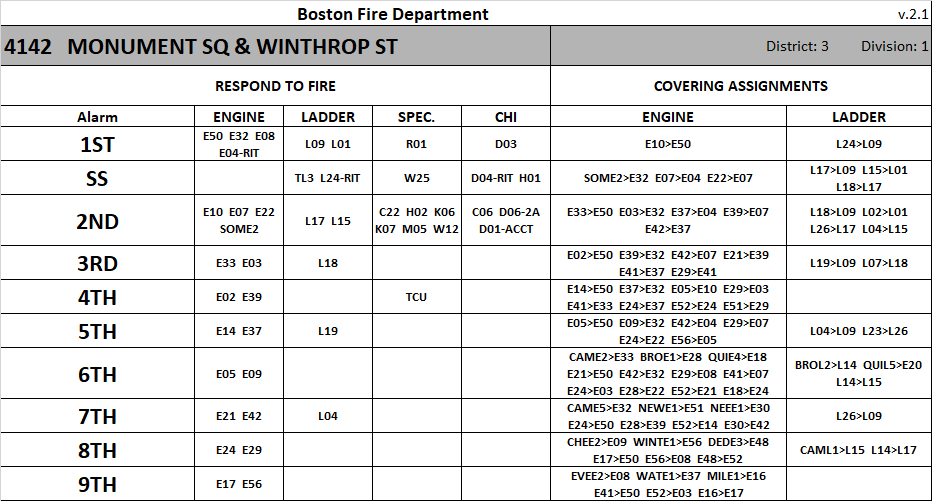 Boston Fire Department v.2.1
4142 MONUMENT SQ & WINTHROP ST District: 3 Division: 1
RESPOND TO FIRE COVERING ASSIGNMENTS
Alarm ENGINE LADDER SPEC. CHI ENGINE LADDER
1ST E50 E32 E08 L09 L01 R01 D03 E10>E50 L24>L09
E04-RIT
SS TL3 L24-RIT W25 D04-RIT H01 SOME2>E32 E07>E04 E22>E07 L17>L09 L15>L01
L18>L17
2ND E10 E07 E22 L17 L15 C22 H02 K06 C06 D06-2A E33>E50 E03>E32 E37>E04 E39>E07 L18>L09 L02>L01
SOME2 K07 M05 W12 D01-ACCT E42>E37 L26>L17 L04>L15
3RD E33 E03 L18 E02>E50 E39>E32 E42>E07 E21>E39 L19>L09 L07>L18
E41>E37 E29>E41
4TH E02 E39 TCU E14>E50 E37>E32 E05>E10 E29>E03
E41>E33 E24>E37 E52>E24 E51>E29
5TH E14 E37 L19 E05>E50 E09>E32 E42>E04 E29>E07 L04>L09 L23>L26
E24>E22 E56>E05
6TH E05 E09 CAME2>E33 BROE1>E28 QUIE4>E18 BROL2>L14 QUIL5>E20
E21>E50 E42>E32 E29>E08 E41>E07 L14>L15
E24>E03 E28>E22 E52>E21 E18>E24
7TH E21 E42 L04 CAME5>E32 NEWE1>E51 NEEE1>E30 L26>L09
E24>E50 E28>E39 E52>E14 E30>E42
8TH E24 E29 CHEE2>E09 WINTE1>E56 DEDE3>E48 CAML1>L15 L14>L17
E17>E50 E56>E08 E48>E52
9TH E17 E56 EVEE2>E08 WATE1>E37 MILE1>E16
E41>E50 E52>E03 E16>E17